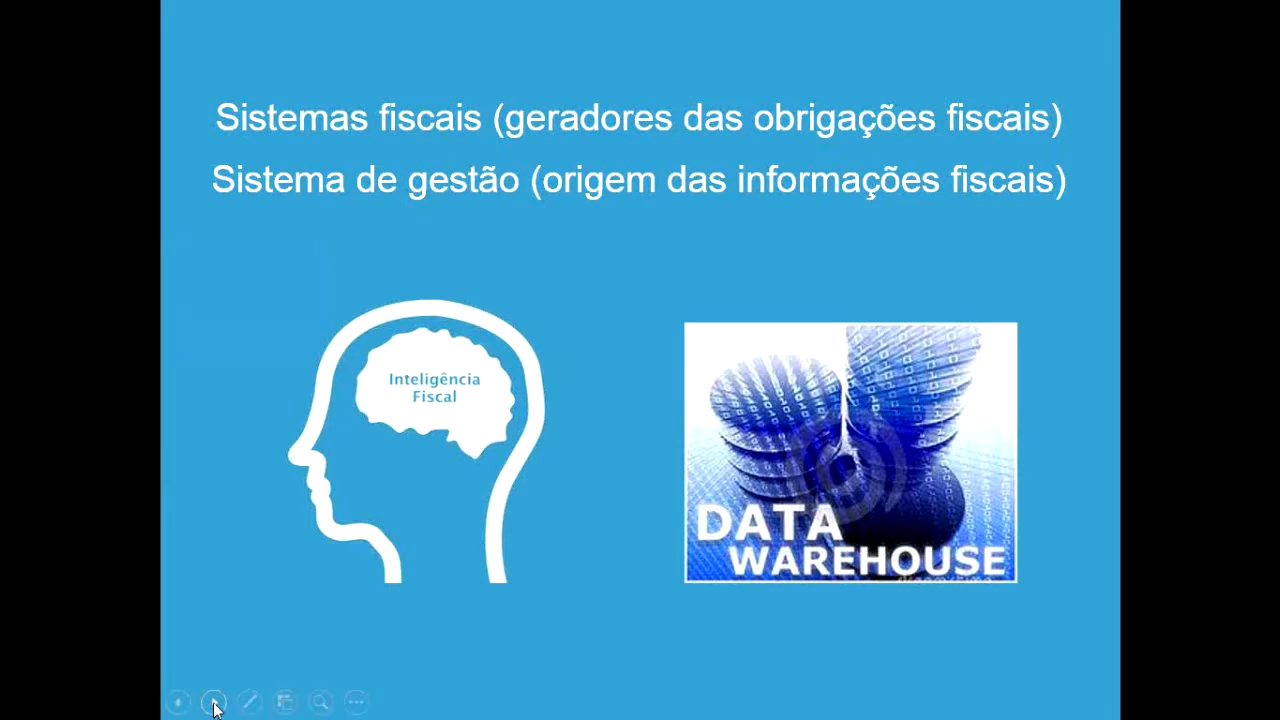 Sistemas fiscais (geradores das obrigações fiscais)
Sistema de gestão (origem das informações fiscais)
Inteligência
Fiscal
DATA
WAREHOUSE